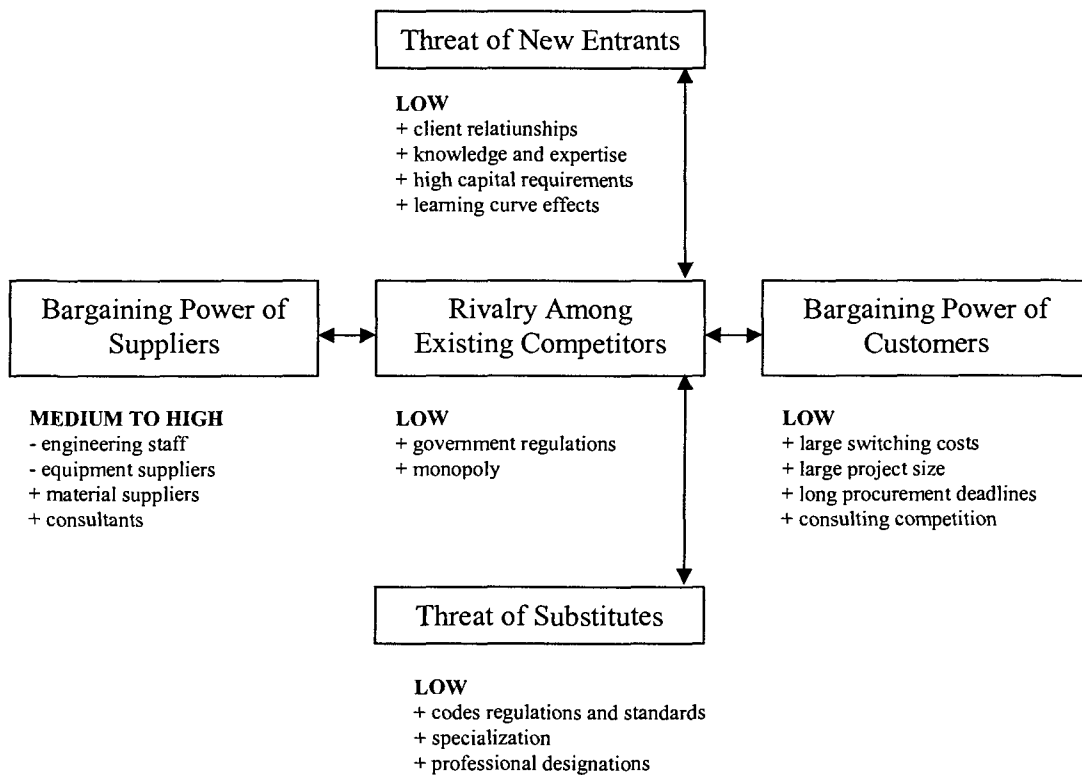 Threat of New Entrants
LOW
+ client relatiunships
+ knowledge and expertise
+ high capital requirements
+ learning curve effects
Bargaining Power of
Suppliers
MEDIUM TO HIGH
- engineering staff
- equipment suppliers
+ material suppliers
+ consultants
Rivalry Among
Existing Competitors
LOW
+ government regulations
+ monopoly
Bargaining Power of
Customers
LOW
+ large switching costs
+ large project size
+ long procurement deadlines
+ consulting competition
Threat of Substitutes
LOW
+ codes regulations and standards
+ specialization
+ professional designations